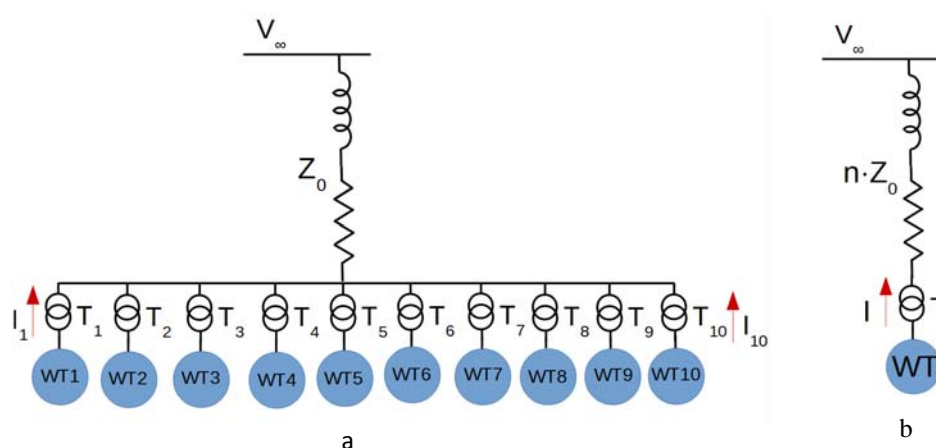 V∞
V∞
Z₀
n·Z₀
I₁ T₁ T₂ T₃ T₄ T₅ T₆ T₇ T₈ T₉ T₁₀ I₁₀
I
WT1 WT2 WT3 WT4 WT5 WT6 WT7 WT8 WT9 WT10
WT
a
b